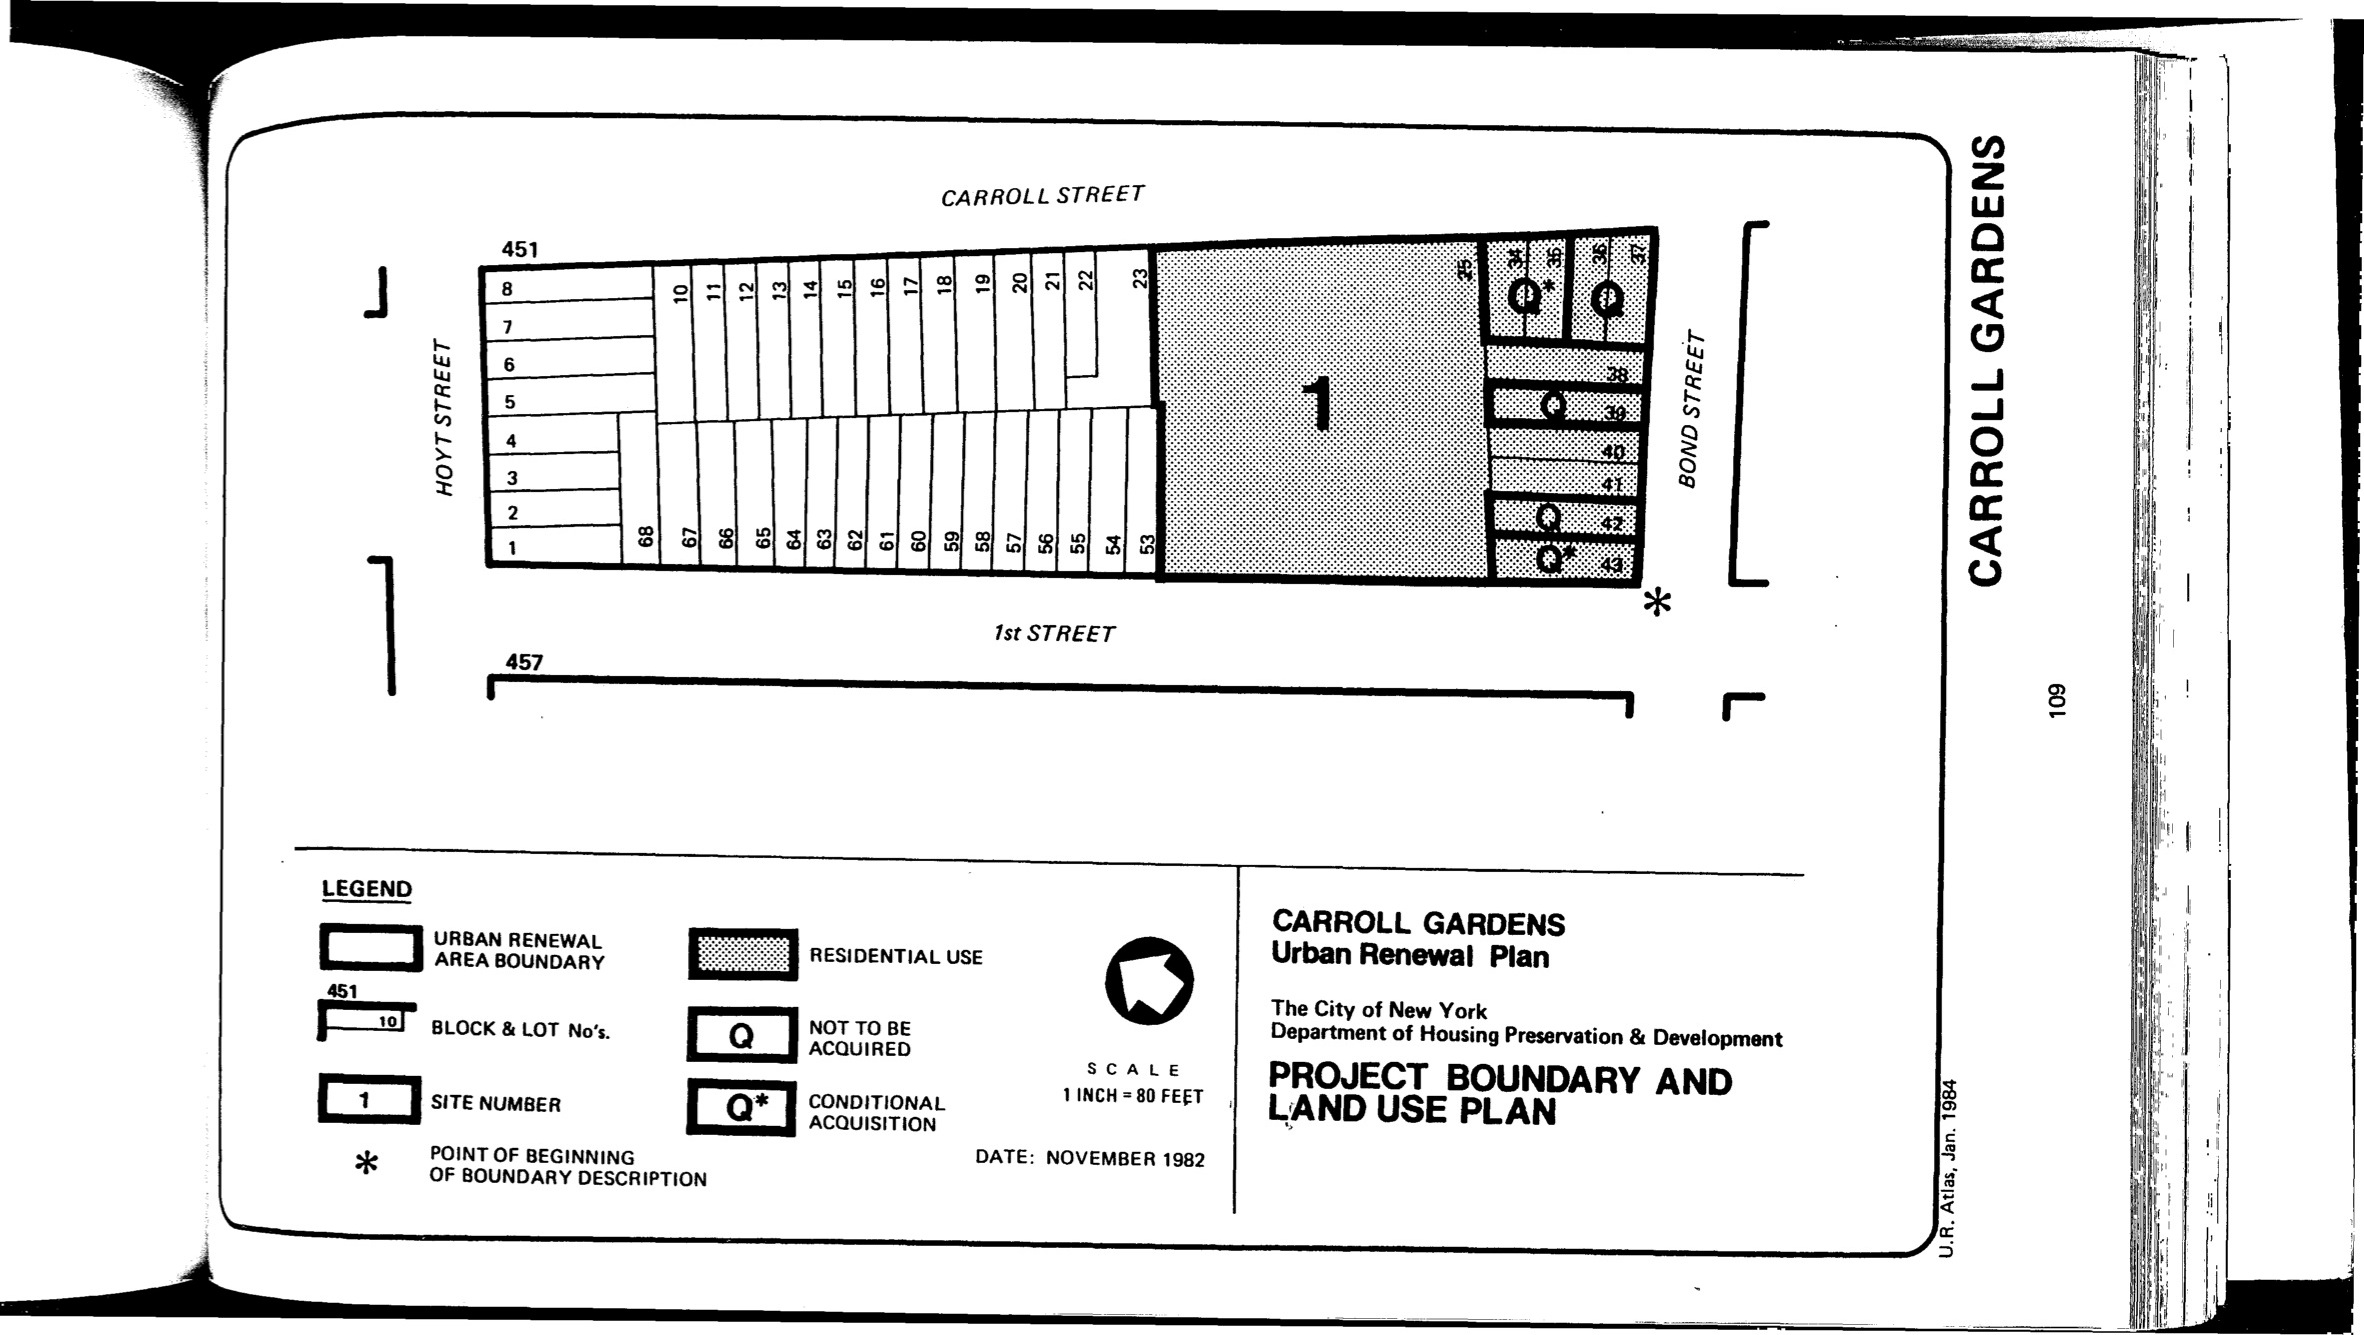 CARROLL STREET
451
8
7
6
5
4
3
2
1
10
11
12
13
14
15
16
17
18
19
20
21
22
23
68
67
66
65
64
63
62
61
60
59
58
57
56
55
54
53
1
25
34
35
Q*
36
37
Q
38
Q 39
40
41
Q 42
Q* 43
*
HOYT STREET
BOND STREET
1st STREET
457
LEGEND
URBAN RENEWAL
AREA BOUNDARY
451
10
BLOCK & LOT No's.
1
SITE NUMBER
*
POINT OF BEGINNING
OF BOUNDARY DESCRIPTION
RESIDENTIAL USE
Q
NOT TO BE
ACQUIRED
Q*
CONDITIONAL
ACQUISITION
SCALE
1 INCH = 80 FEET
DATE: NOVEMBER 1982
CARROLL GARDENS
Urban Renewal Plan
The City of New York
Department of Housing Preservation & Development
PROJECT BOUNDARY AND
LAND USE PLAN
CARROLL GARDENS
109
U.R. Atlas, Jan. 1984